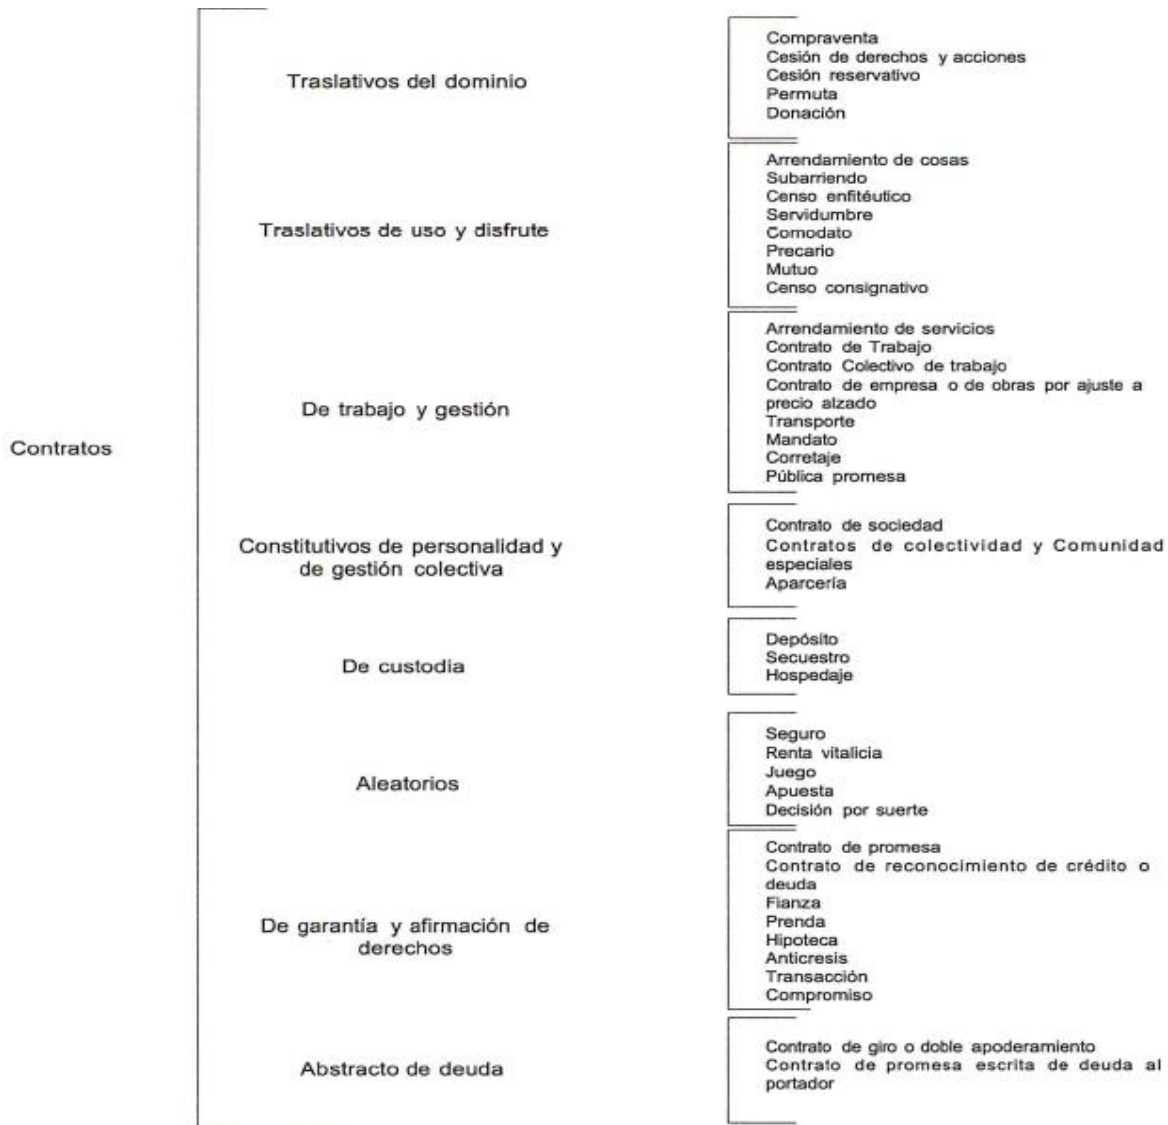 Contratos
Traslativos del dominio
Compraventa
Cesión de derechos y acciones
Cesión reservativo
Permuta
Donación
Traslativos de uso y disfrute
Arrendamiento de cosas
Subarriendo
Censo enfitéutico
Servidumbre
Comodato
Precario
Mutuo
Censo consignativo
De trabajo y gestión
Arrendamiento de servicios
Contrato de Trabajo
Contrato Colectivo de trabajo
Contrato de empresa o de obras por ajuste a
precio alzado
Transporte
Mandato
Corretaje
Pública promesa
Constitutivos de personalidad y
de gestión colectiva
Contrato de sociedad
Contratos de colectividad y Comunidad
especiales
Aparcería
De custodia
Depósito
Secuestro
Hospedaje
Aleatorios
Seguro
Renta vitalicia
Juego
Apuesta
Decisión por suerte
De garantía y afirmación de
derechos
Contrato de promesa
Contrato de reconocimiento de crédito o
deuda
Fianza
Prenda
Hipoteca
Anticresis
Transacción
Compromiso
Abstracto de deuda
Contrato de giro o doble apoderamiento
Contrato de promesa escrita de deuda al
portador